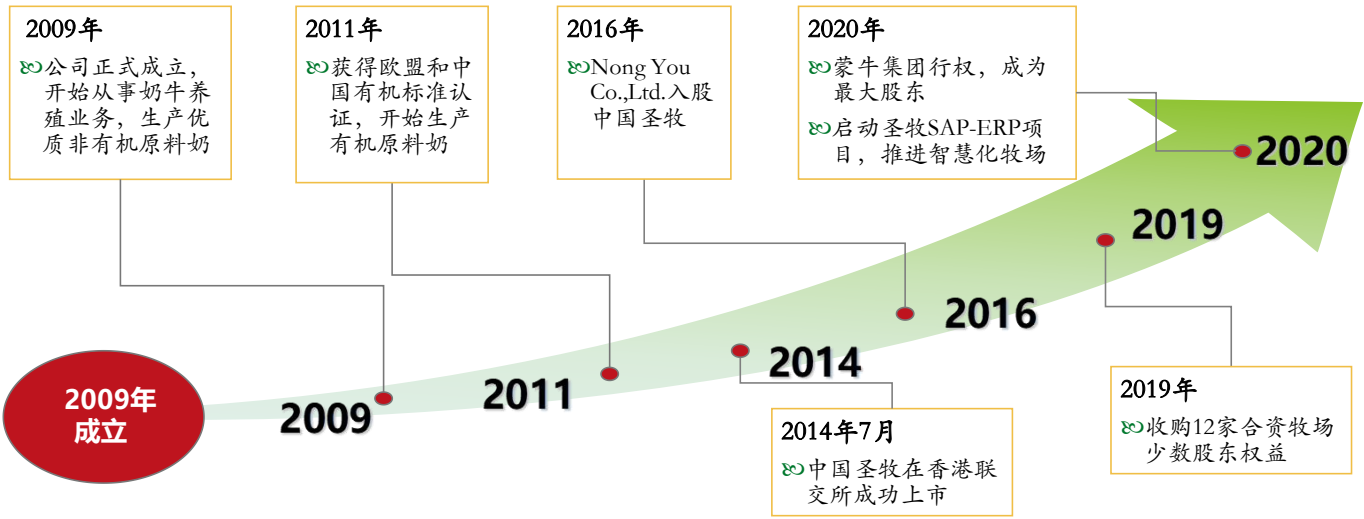 2009年
公司正式成立，
开始从事奶牛养
殖业务，生产优
质非有机原料奶
2011年
获得欧盟和中
国有机标准认
证，开始生产
有机原料奶
2016年
Nong You
Co.,Ltd.入股
中国圣牧
2020年
蒙牛集团行权，成为
最大股东
启动圣牧SAP-ERP项
目，推进智慧化牧场
2020
2019
2016
2014
2011
2009
2009年
成立
2014年7月
中国圣牧在香港联
交所成功上市
2019年
收购12家合资牧场
少数股东权益